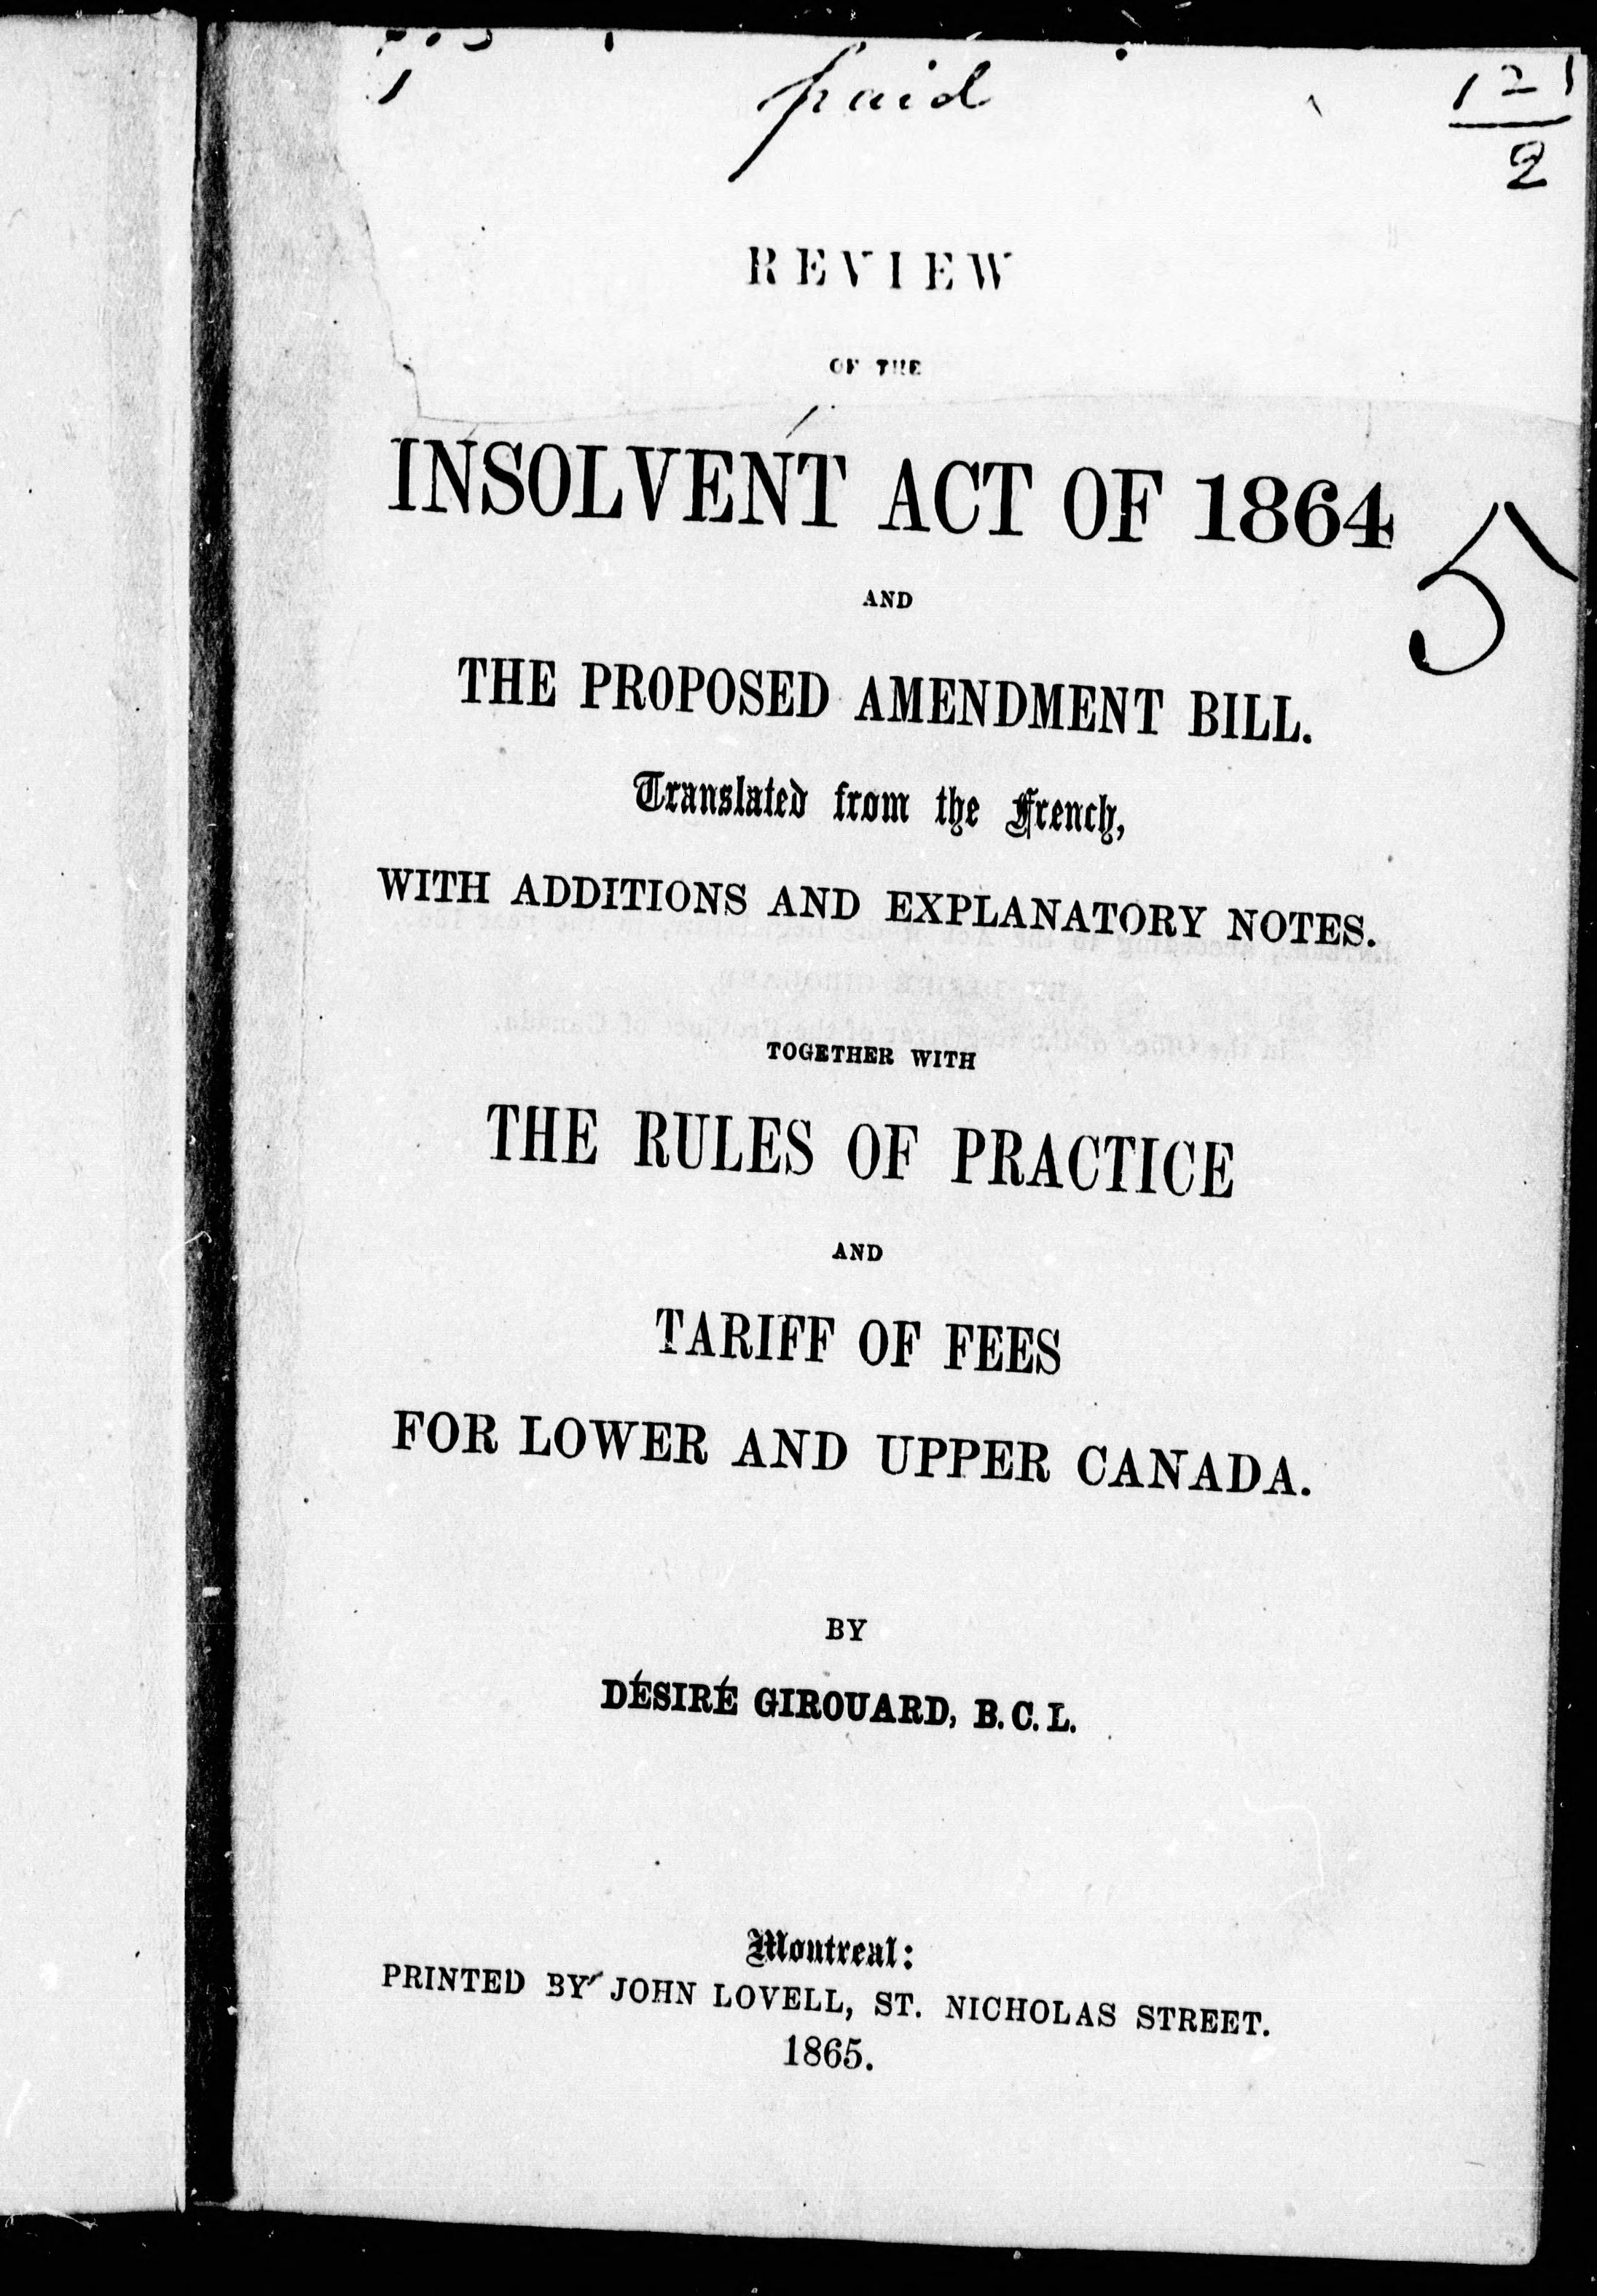 paid
121
2
REVIEW
OF THE
INSOLVENT ACT OF 1864
5
AND
THE PROPOSED AMENDMENT BILL.
Translated from the French,
WITH ADDITIONS AND EXPLANATORY NOTES.
TOGETHER WITH
THE RULES OF PRACTICE
AND
TARIFF OF FEES
FOR LOWER AND UPPER CANADA.
BY
DÉSIRÉ GIROUARD, B.C.L.
Montreal:
PRINTED BY JOHN LOVELL, ST. NICHOLAS STREET.
1865.